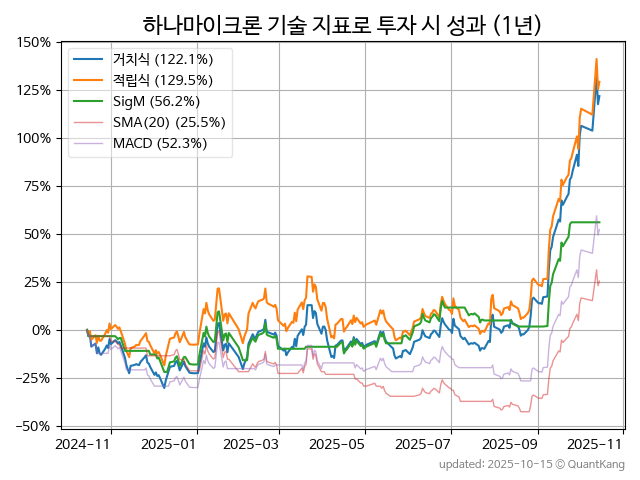 하나마이크론 기술 지표로 투자 시 성과 (1년)
150%
125%
100%
75%
50%
25%
0%
−25%
−50%
거치식 (122.1%)
적립식 (129.5%)
SigM (56.2%)
SMA(20) (25.5%)
MACD (52.3%)
2024-11
2025-01
2025-03
2025-05
2025-07
2025-09
2025-11
updated: 2025-10-15 © QuantKang